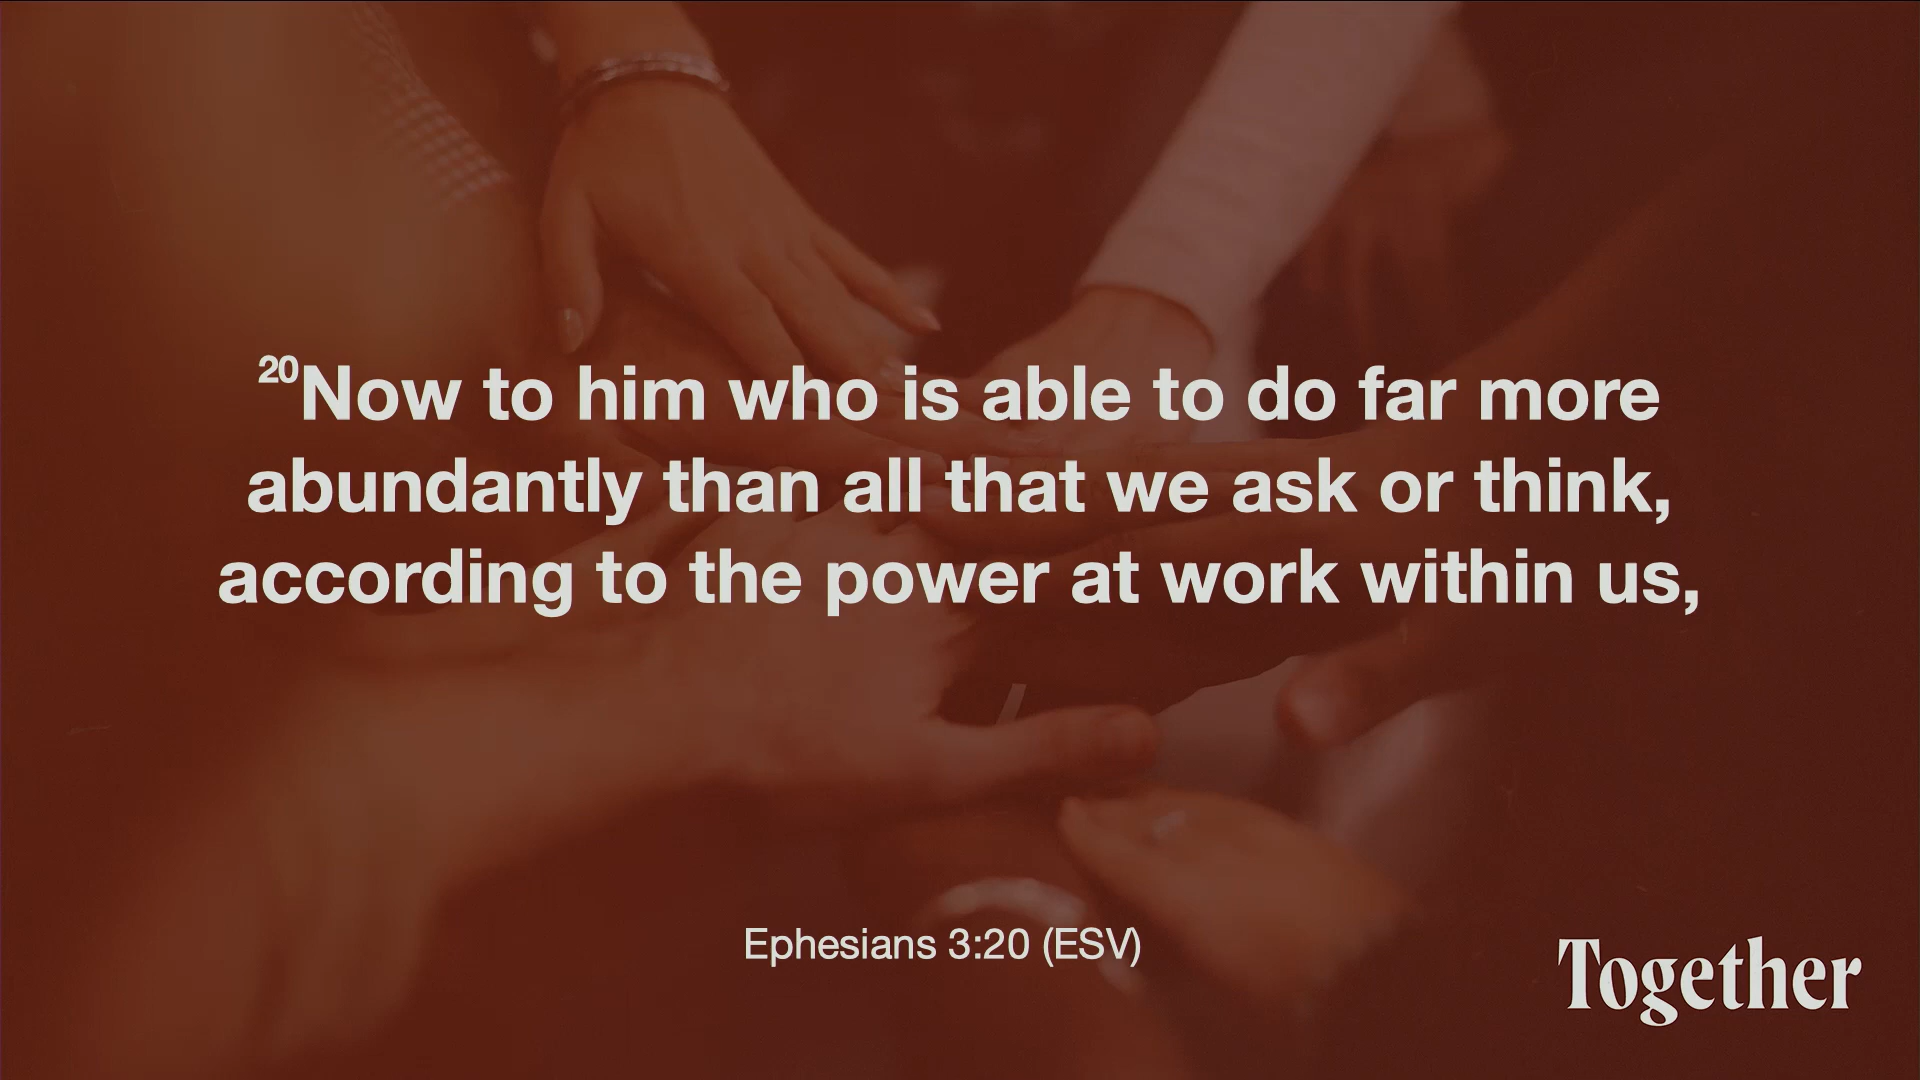 20Now to him who is able to do far more
abundantly than all that we ask or think,
according to the power at work within us,
Ephesians 3:20 (ESV)
Together